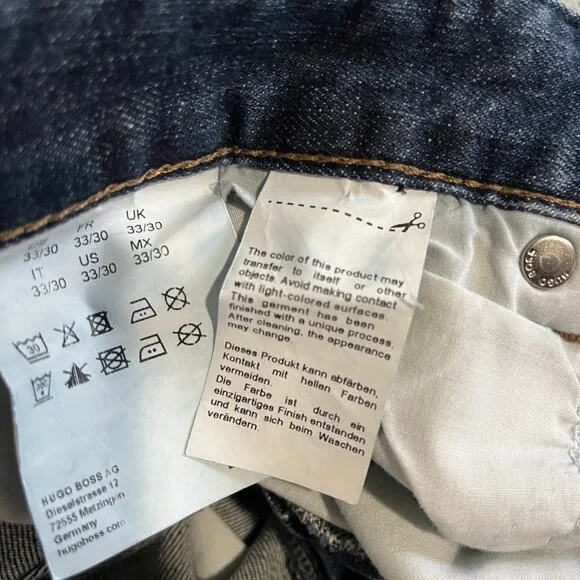 DE FR UK
33/30 33/30 33/30
IT US MX
33/30 33/30 33/30
30
HUGO BOSS AG
Dieselstrasse 12
72555 Metzingen
Germany
hugoboss.com
The color of this product may
transfer to itself or other
objects. Avoid making contact
with light-colored surfaces.
This garment has been
finished with a unique process.
After cleaning, the appearance
may change.
Dieses Produkt kann abfärben,
Kontakt mit hellen Farben
vermeiden.
Die Farbe ist durch ein
einzigartiges Finish entstanden
und kann sich beim Waschen
verändern.
BOSS
HUGO